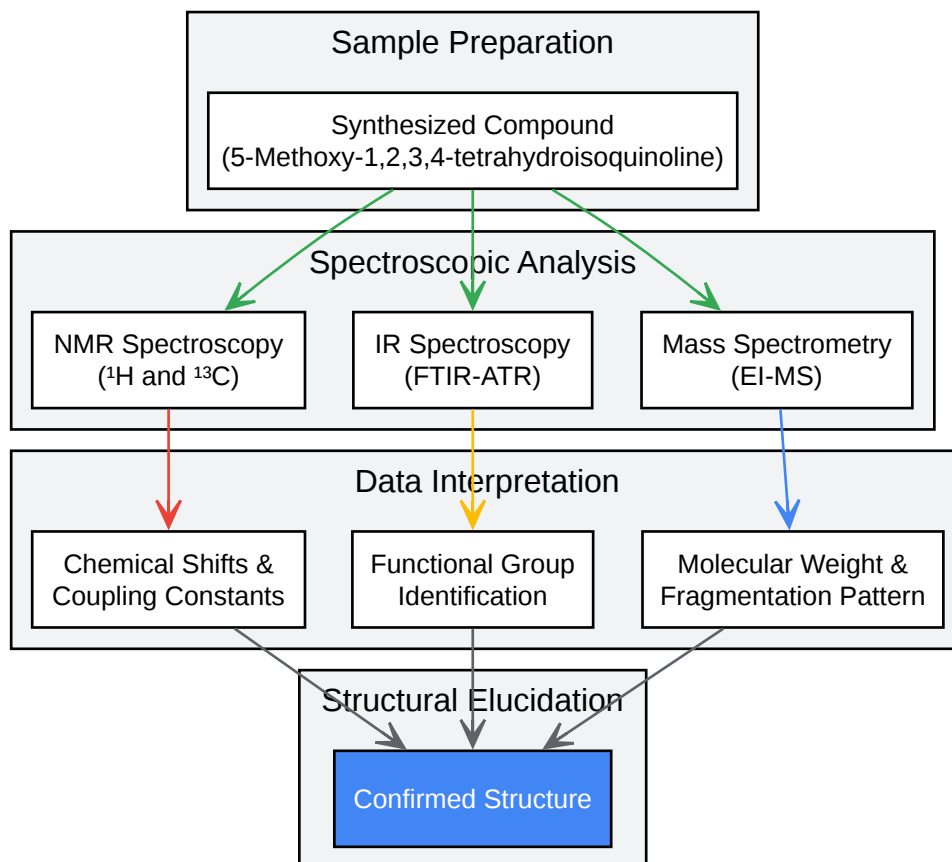 Sample Preparation
Synthesized Compound
(5-Methoxy-1,2,3,4-tetrahydroisoquinoline)
Spectroscopic Analysis
NMR Spectroscopy
(¹H and ¹³C)
IR Spectroscopy
(FTIR-ATR)
Mass Spectrometry
(EI-MS)
Data Interpretation
Chemical Shifts &
Coupling Constants
Functional Group
Identification
Molecular Weight &
Fragmentation Pattern
Structural Elucidation
Confirmed Structure